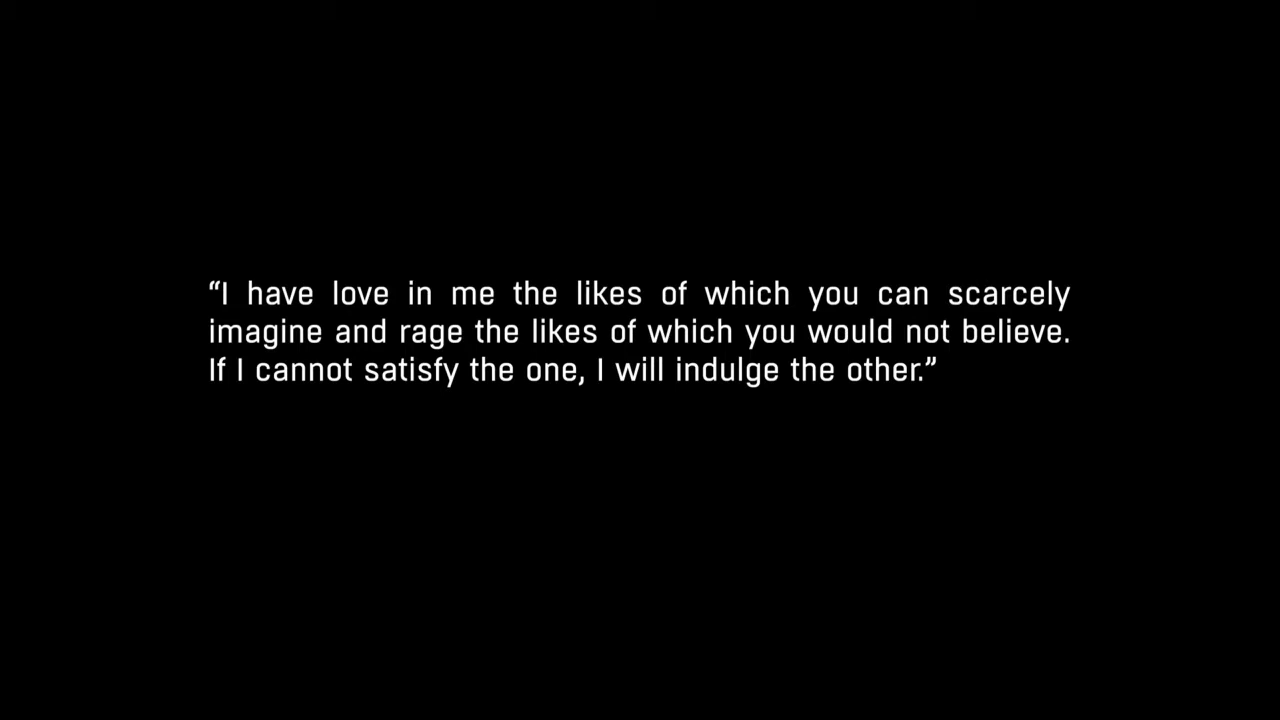 “I have love in me the likes of which you can scarcely
imagine and rage the likes of which you would not believe.
If I cannot satisfy the one, I will indulge the other.”